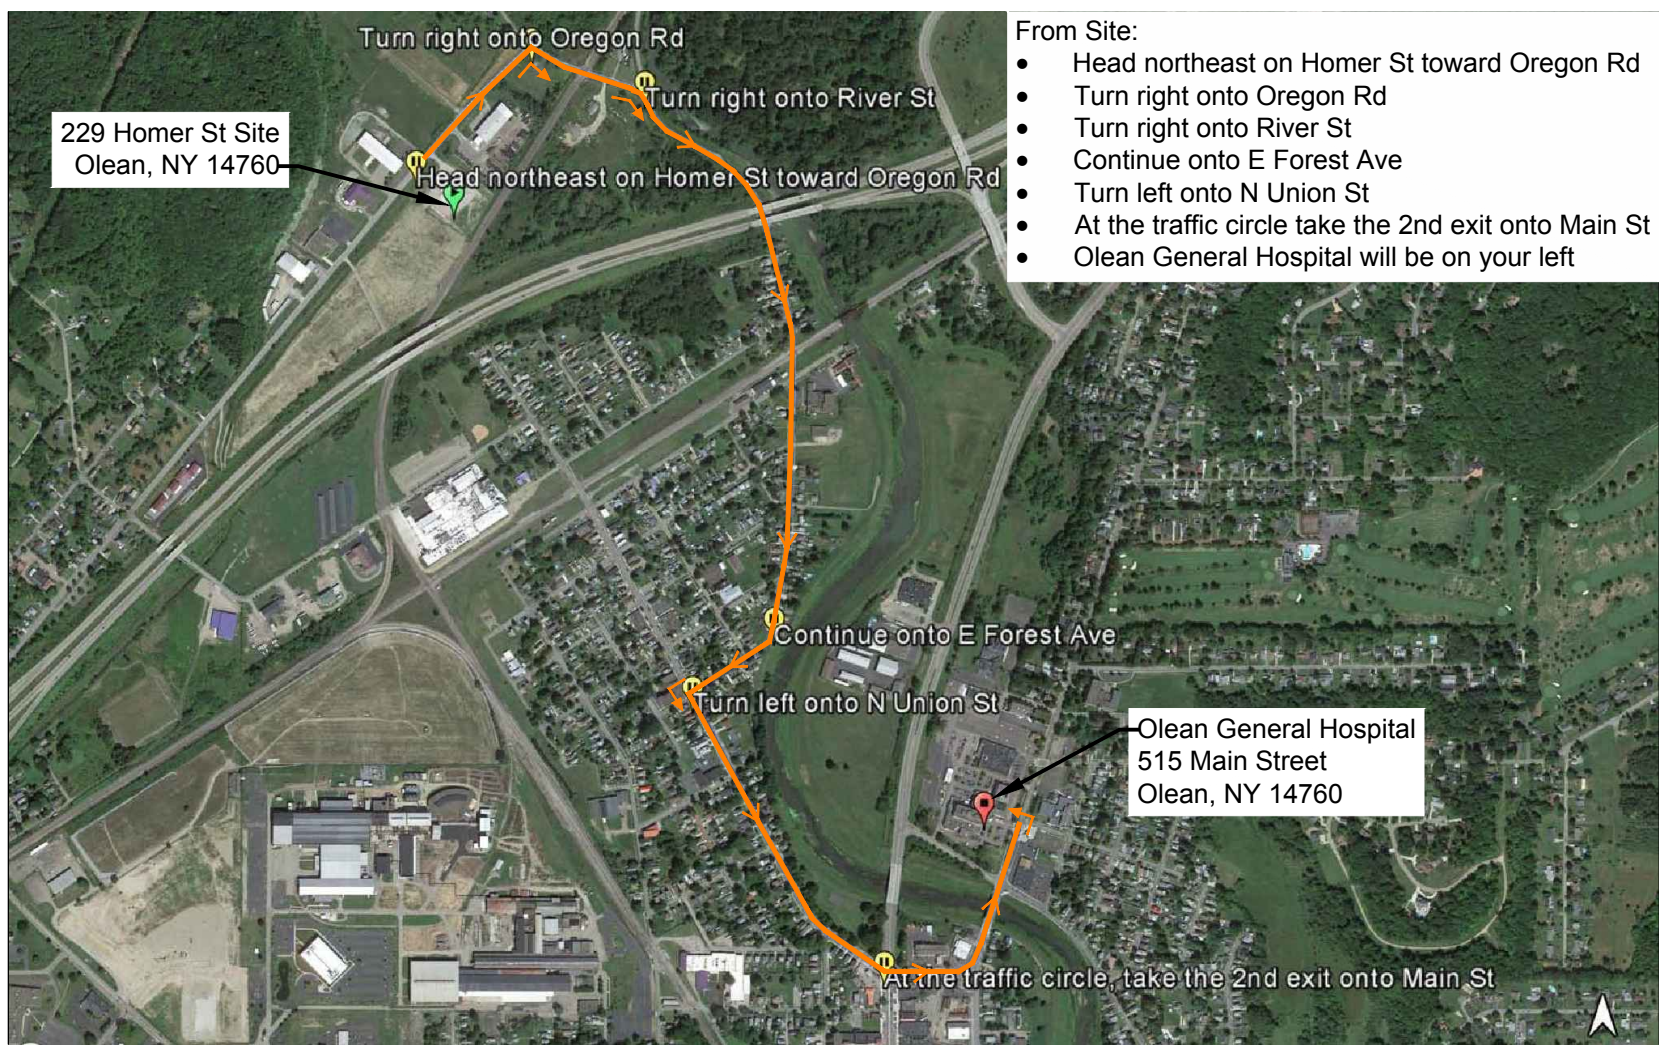 Turn right onto Oregon Rd
Turn right onto River St
229 Homer St Site
Olean, NY 14760
Head northeast on Homer St toward Oregon Rd
From Site:
• Head northeast on Homer St toward Oregon Rd
• Turn right onto Oregon Rd
• Turn right onto River St
• Continue onto E Forest Ave
• Turn left onto N Union St
• At the traffic circle take the 2nd exit onto Main St
• Olean General Hospital will be on your left
Continue onto E Forest Ave
Turn left onto N Union St
Olean General Hospital
515 Main Street
Olean, NY 14760
At the traffic circle, take the 2nd exit onto Main St